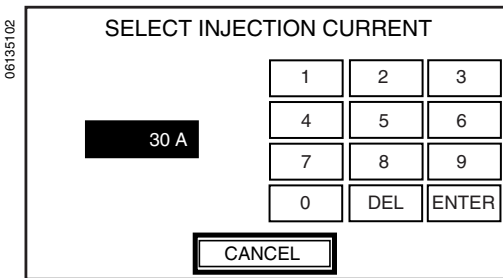 06135102
SELECT INJECTION CURRENT
1 2 3
30 A
4 5 6
7 8 9
0 DEL ENTER
CANCEL